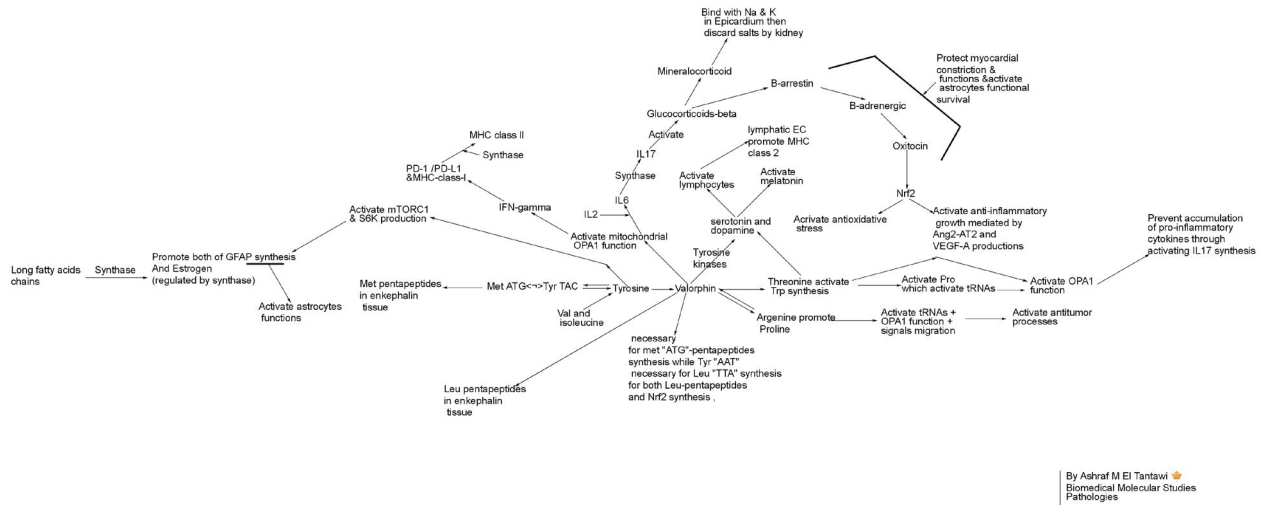 Bind with Na & K
in Epicardium then
discard salts by kidney
Mineralocorticoid
B-arrestin
Protect myocardial
constriction &
functions &activate
astrocytes functional
survival
B-adrenergic
Glucocorticoids-beta
Activate
MHC class II
Synthase
PD-1 /PD-L1
&MHC-class-I
IL17
lymphatic EC
promote MHC
class 2
Oxitocin
Synthase
Activate
lymphocytes
Activate
melatonin
IL6
IL2
IFN-gamma
Nrf2
Activate mTORC1
& S6K production
serotonin and
dopamine
Acrivate antioxidative
stress
Activate anti-inflammatory
growth mediated by
Ang2-AT2 and
VEGF-A productions
Prevent accumulation
of pro-inflammatory
cytokines through
activating IL17 synthesis
Activate mitochondrial
OPA1 function
Tyrosine
kinases
Long fatty acids
chains
Synthase
Promote both of GFAP synthesis
And Estrogen
(regulated by synthase)
Activate astrocytes
functions
Met pentapeptides
in enkephalin
tissue
Met ATG<¬>Tyr TAC
Tyrosine
Valorphin
Threonine activate
Trp synthesis
Activate Pro
which activate tRNAs
Activate OPA1
function
Val and
isoleucine
Argenine promote
Proline
Activate tRNAs +
OPA1 function +
signals migration
Activate antitumor
processes
necessary
for met "ATG"-pentapeptides
synthesis while Tyr "AAT"
necessary for Leu "TTA" synthesis
for both Leu-pentapeptides
and Nrf2 synthesis ,
Leu pentapeptides
in enkephalin
tissue
By Ashraf M El Tantawi
Biomedical Molecular Studies
Pathologies